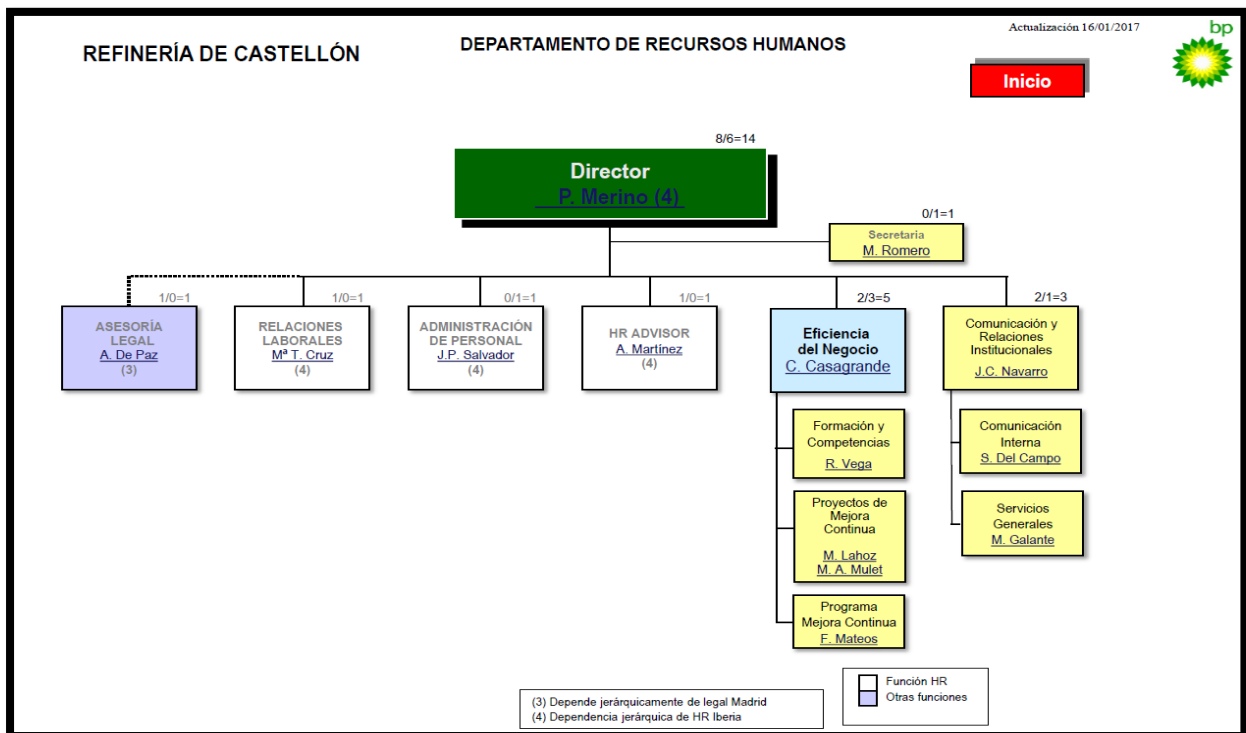 Actualización 16/01/2017
bp
REFINERÍA DE CASTELLÓN
DEPARTAMENTO DE RECURSOS HUMANOS
Inicio
8/6=14
Director
P. Merino (4)
0/1=1
Secretaria
M. Romero
1/0=1
ASESORÍA
LEGAL
A. De Paz
(3)
1/0=1
RELACIONES
LABORALES
Mª T. Cruz
(4)
0/1=1
ADMINISTRACIÓN
DE PERSONAL
J.P. Salvador
(4)
1/0=1
HR ADVISOR
A. Martínez
(4)
2/3=5
Eficiencia
del Negocio
C. Casagrande
2/1=3
Comunicación y
Relaciones
Institucionales
J.C. Navarro
Formación y
Competencias
R. Vega
Comunicación
Interna
S. Del Campo
Proyectos de
Mejora
Continua
M. Lahoz
M. A. Mulet
Servicios
Generales
M. Galante
Programa
Mejora Continua
F. Mateos
(3) Depende jerárquicamente de legal Madrid
(4) Dependencia jerárquica de HR Iberia
Función HR
Otras funciones